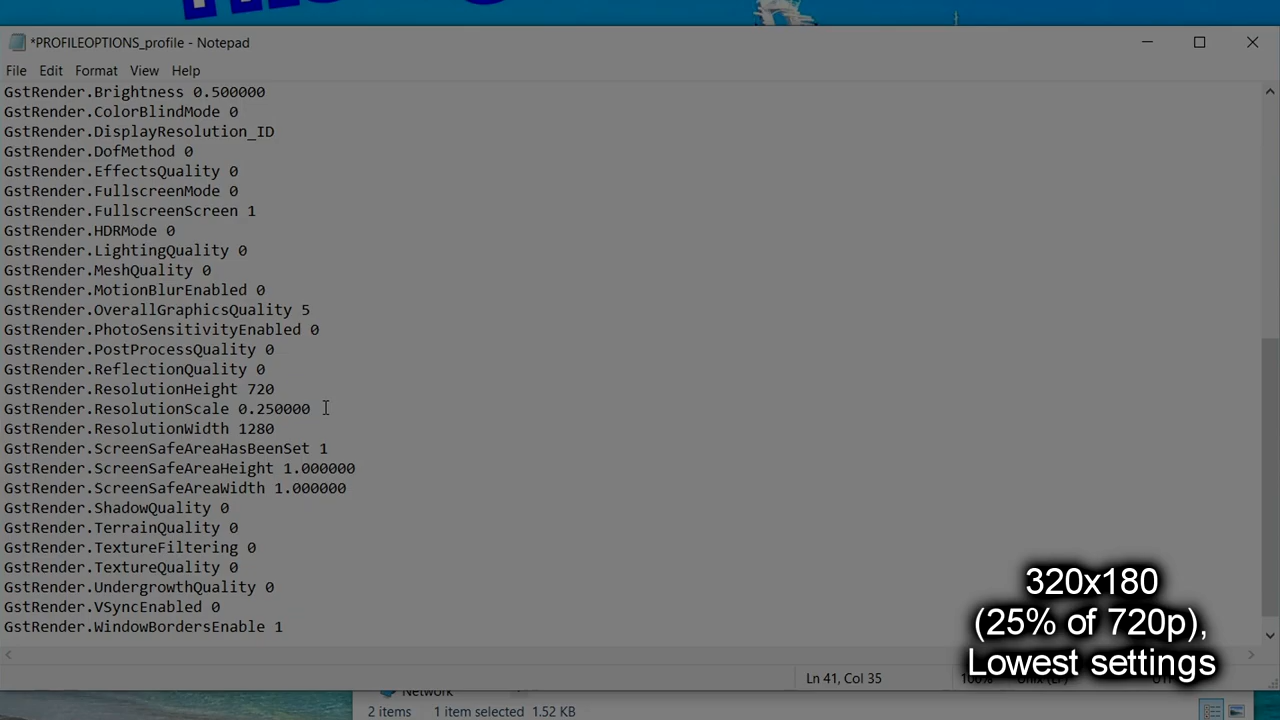 *PROFILEOPTIONS_profile - Notepad
File Edit Format View Help
GstRender.Brightness 0.500000
GstRender.ColorBlindMode 0
GstRender.DisplayResolution_ID
GstRender.DofMethod 0
GstRender.EffectsQuality 0
GstRender.FullscreenMode 0
GstRender.FullscreenScreen 1
GstRender.HDRMode 0
GstRender.LightingQuality 0
GstRender.MeshQuality 0
GstRender.MotionBlurEnabled 0
GstRender.OverallGraphicsQuality 5
GstRender.PhotoSensitivityEnabled 0
GstRender.PostProcessQuality 0
GstRender.ReflectionQuality 0
GstRender.ResolutionHeight 720
GstRender.ResolutionScale 0.250000
GstRender.ResolutionWidth 1280
GstRender.ScreenSafeAreaHasBeenSet 1
GstRender.ScreenSafeAreaHeight 1.000000
GstRender.ScreenSafeAreaWidth 1.000000
GstRender.ShadowQuality 0
GstRender.TerrainQuality 0
GstRender.TextureFiltering 0
GstRender.TextureQuality 0
GstRender.UndergrowthQuality 0
GstRender.VSyncEnabled 0
GstRender.WindowBordersEnable 1
320x180
(25% of 720p),
Lowest settings
Ln 41, Col 35
Network
2 items 1 item selected 1.52 KB